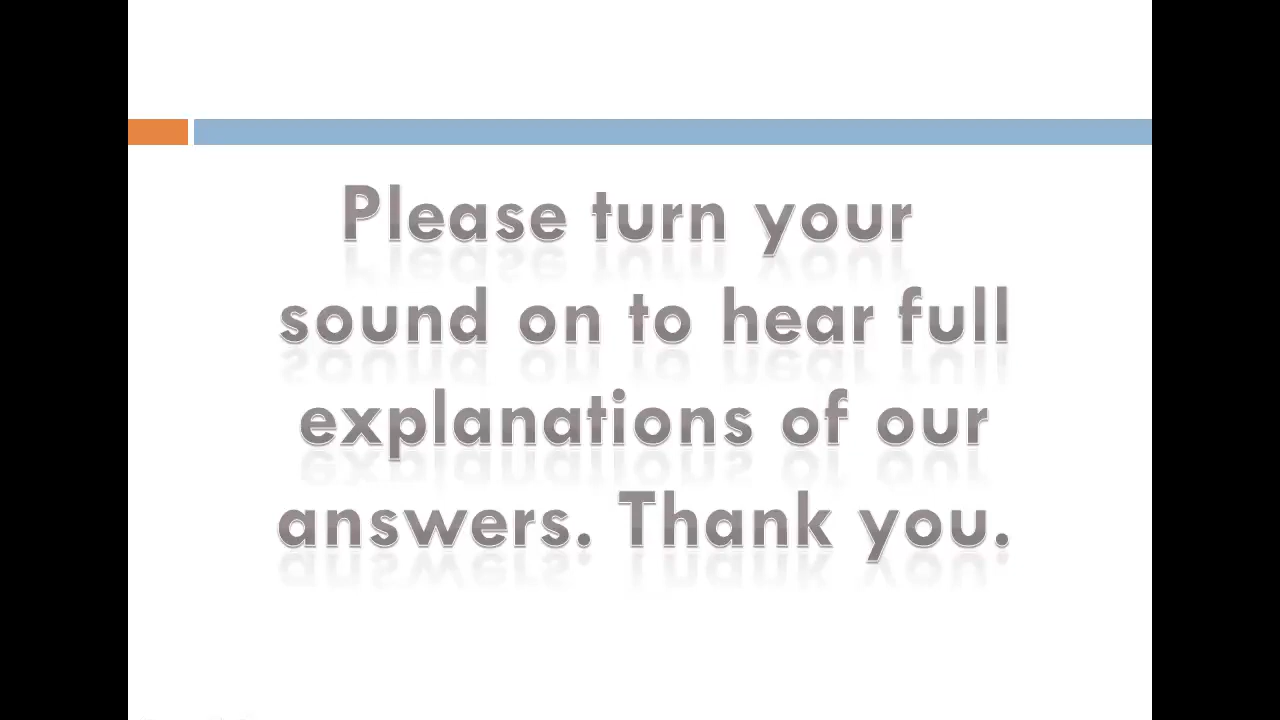 Please turn your
sound on to hear full
explanations of our
answers. Thank you.